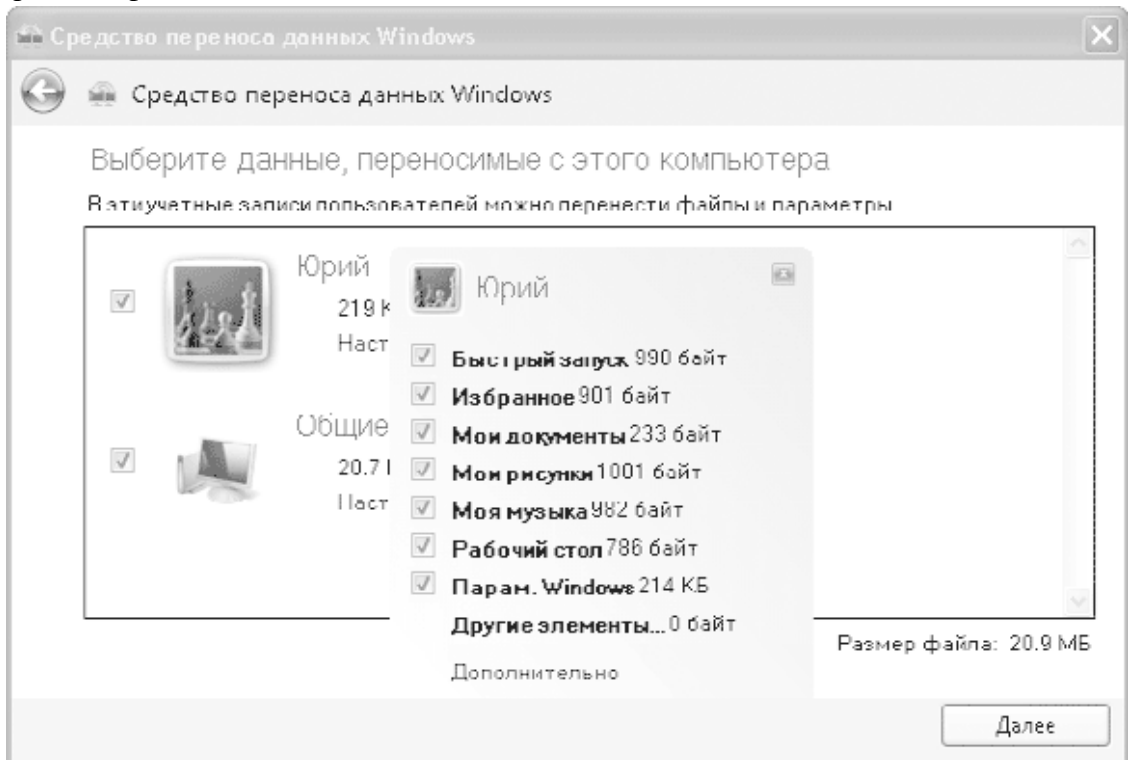 Средство переноса данных Windows
Средство переноса данных Windows
Выберите данные, переносимые с этого компьютера
В эти учетные записи пользователей можно перенести файлы и параметры
Юрий
219 К
Наст
Общие
20.7
Наст
Юрий
Быстрый запуск 990 байт
Избранное 901 байт
Мои документы 233 байт
Мои рисунки 1001 байт
Моя музыка 982 байт
Рабочий стол 786 байт
Парам. Windows 214 КБ
Другие элементы... 0 байт
Дополнительно
Размер файла: 20.9 МБ
Далее